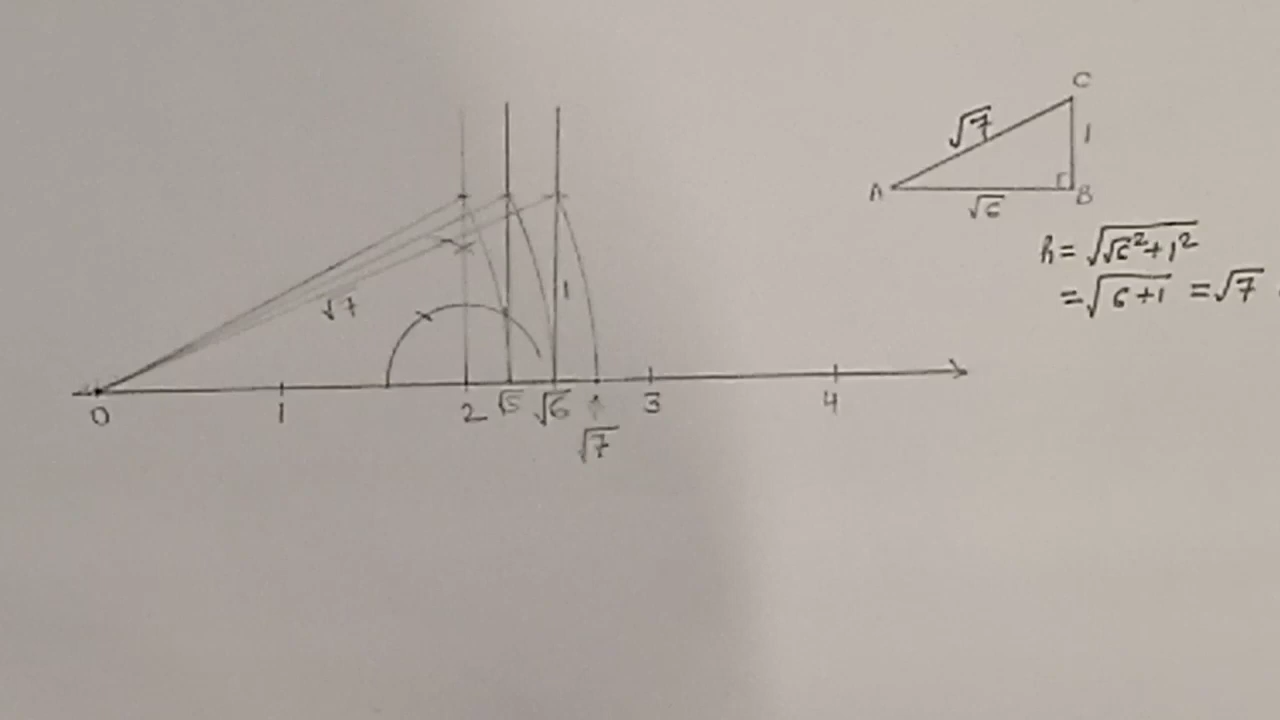 C
√7
1
A
√6
B
h = √√6² + 1²
= √6 + 1 = √7
√7
1
0 1 2 √5 √6 3 4
√7